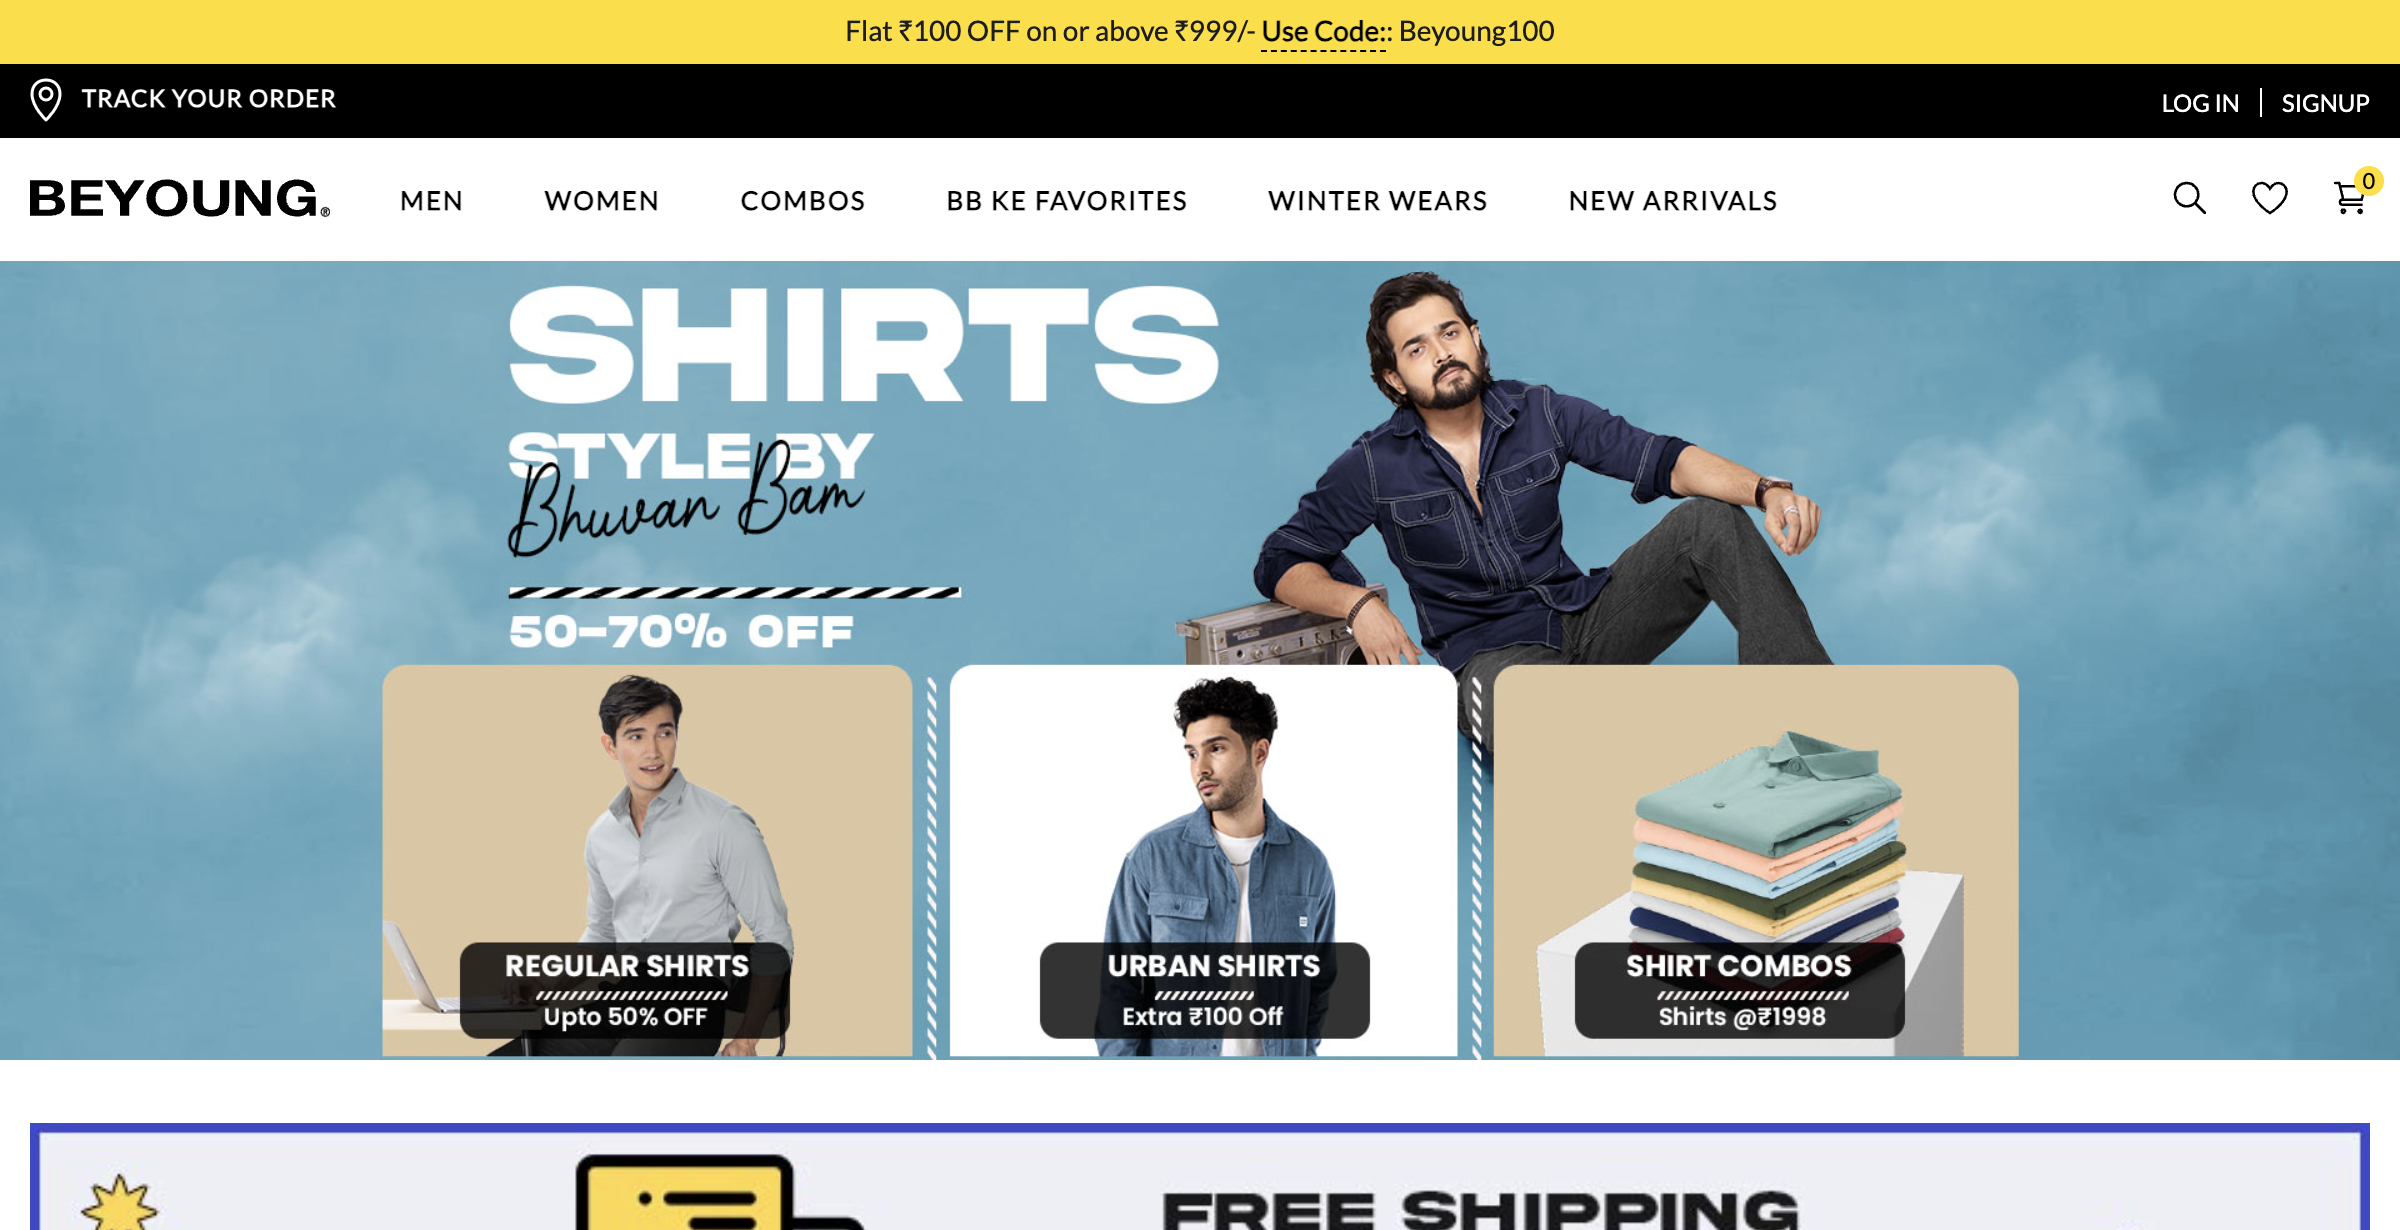 Flat ₹100 OFF on or above ₹999/- Use Code:: Beyoung100
TRACK YOUR ORDER
LOG IN | SIGNUP
BEYOUNG®
MEN
WOMEN
COMBOS
BB KE FAVORITES
WINTER WEARS
NEW ARRIVALS
0
SHIRTS
STYLE BY
Bhuvan Bam
50-70% OFF
REGULAR SHIRTS
Upto 50% OFF
URBAN SHIRTS
Extra ₹100 Off
SHIRT COMBOS
Shirts @₹1998
FREE SHIPPING